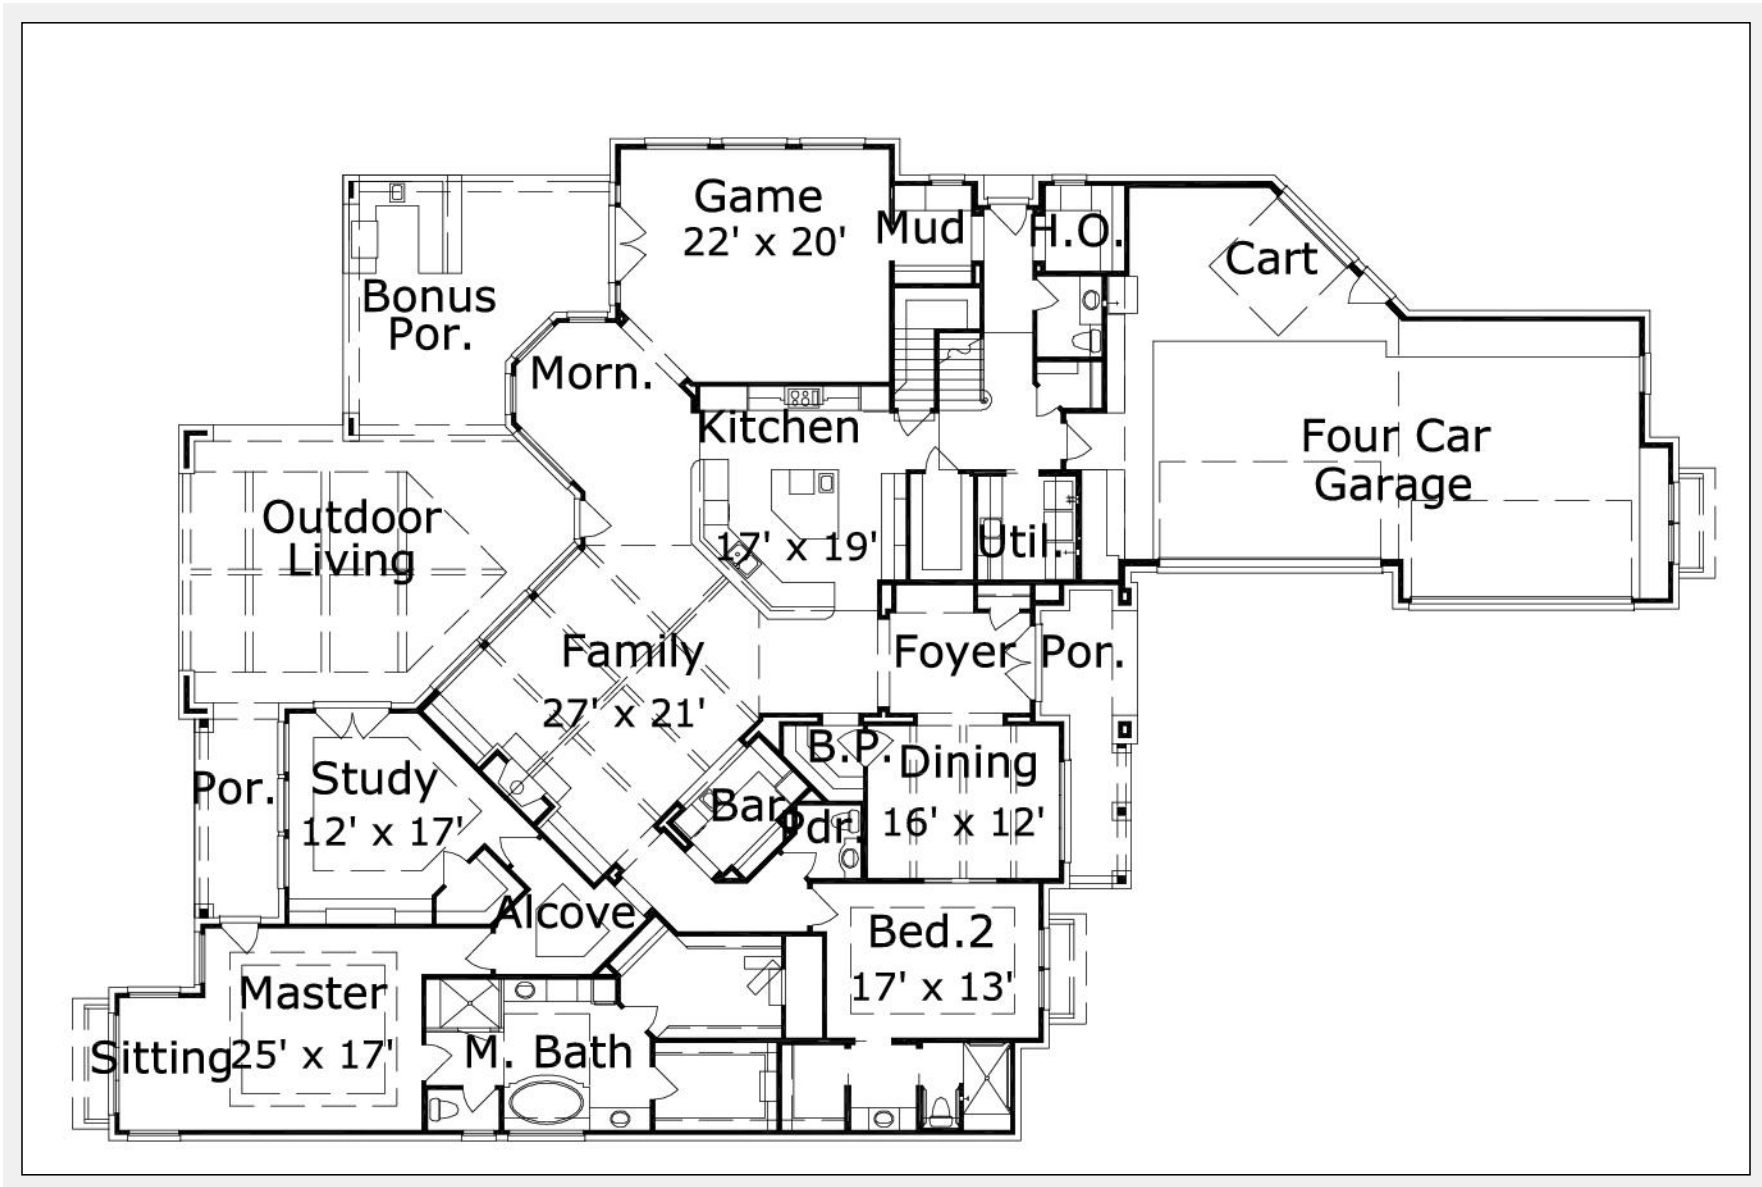 Game
22' x 20'
Mud
H.O.
Cart
Bonus
Por.
Morn.
Kitchen
17' x 19'
Four Car
Garage
Outdoor
Living
Util.
Family
27' x 21'
Foyer
Por.
B.P.
Dining
16' x 12'
Por.
Study
12' x 17'
Bar
Pdr.
Alcove
Bed.2
17' x 13'
Master
25' x 17'
Sitting
M. Bath